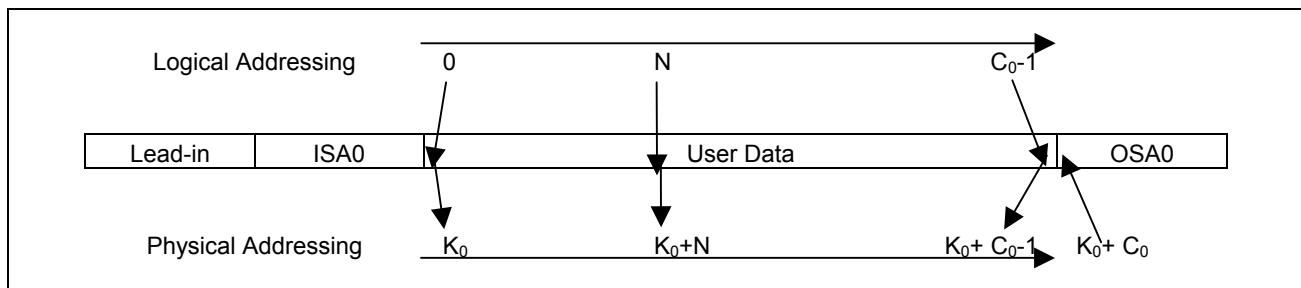 Logical Addressing 0 N C₀-1
Lead-in ISA0 User Data OSA0
Physical Addressing K₀ K₀+N K₀+ C₀-1 K₀+ C₀